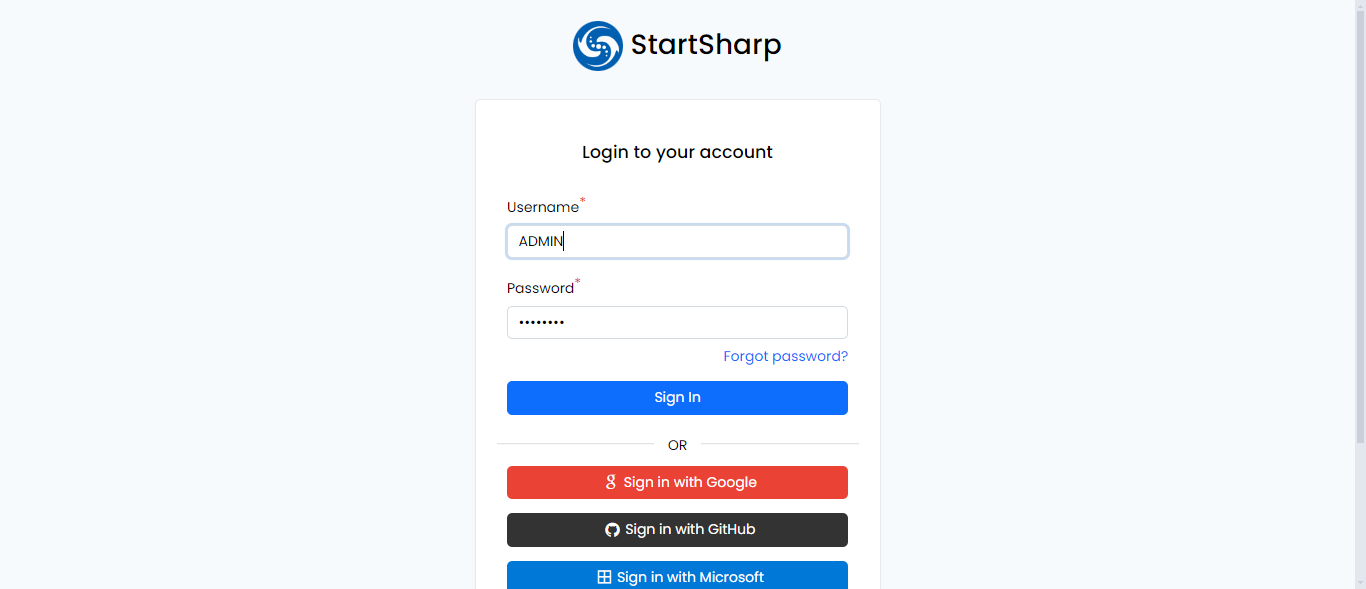 StartSharp
Login to your account
Username*
ADMIN
Password*
••••••••
Forgot password?
Sign In
OR
Sign in with Google
Sign in with GitHub
Sign in with Microsoft